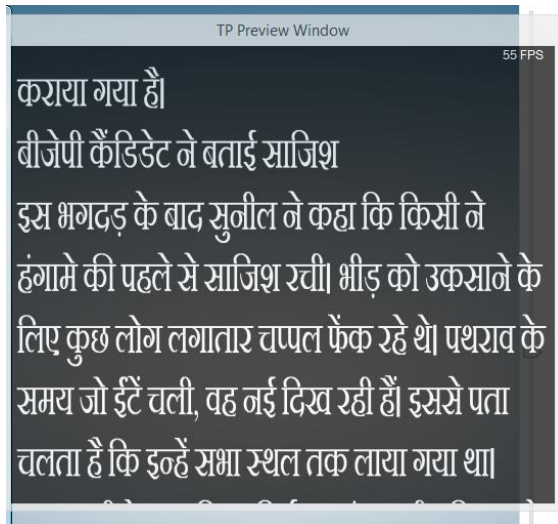 TP Preview Window
55 FPS
कराया गया है।
बीजेपी कैंडिडेट ने बताई साजिश
इस भगदड़ के बाद सुनील ने कहा कि किसी ने
हंगामे की पहले से साजिश रची। भीड़ को उकसाने के
लिए कुछ लोग लगातार चप्पल फेंक रहे थे। पथराव के
समय जो ईटें चली, वह नई दिख रही हैं। इससे पता
चलता है कि इन्हें सभा स्थल तक लाया गया था।